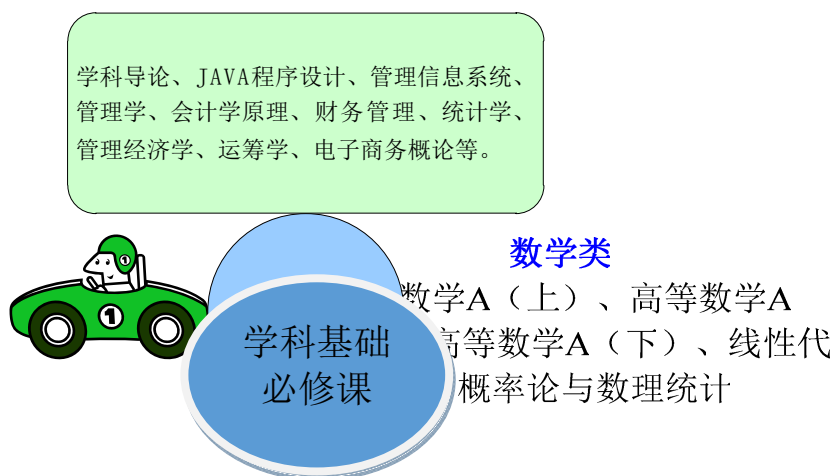 学科导论、JAVA程序设计、管理信息系统、
管理学、会计学原理、财务管理、统计学、
管理经济学、运筹学、电子商务概论等。
数学类
数学A（上）、高等数学A
高等数学A（下）、线性代
概率论与数理统计
学科基础
必修课
1
1